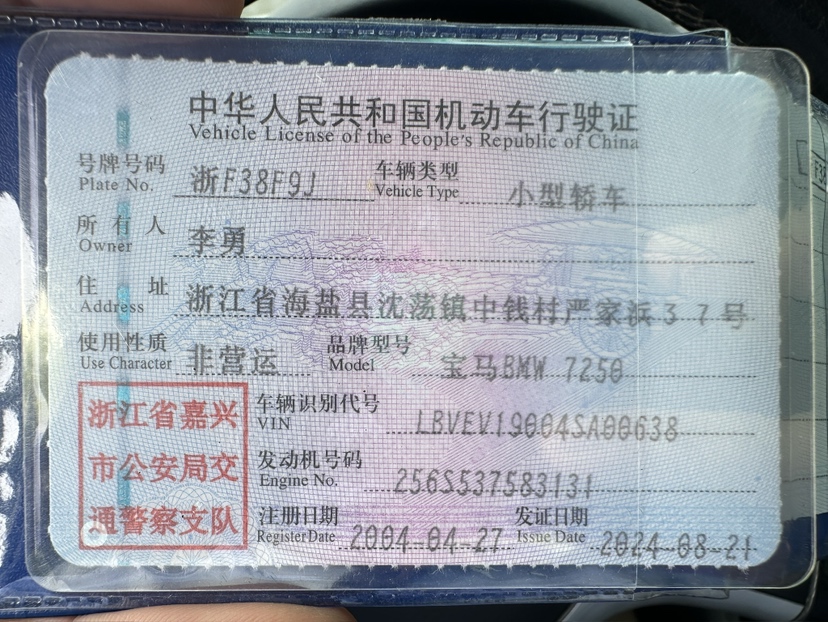 中华人民共和国机动车行驶证
Vehicle License of the People's Republic of China
号牌号码 浙F38F9J 车辆类型 小型轿车
Plate No. Vehicle Type
所有人 李勇
Owner
住址 浙江省海盐县沈荡镇中钱村严家浜37号
Address
使用性质 非营运 品牌型号 宝马BMW 7250
Use Character Model
浙江省嘉兴
市公安局交
通警察支队
车辆识别代号 LBVEV19004SA00638
VIN
发动机号码 256S537583131
Engine No.
注册日期 2004-04-27 发证日期 2024-08-21
Register Date Issue Date